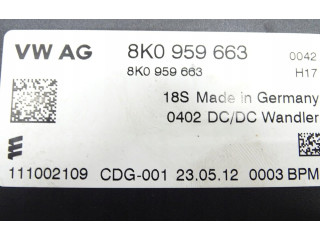 VW AG 8K0 959 663 0042
8K0 959 663 H17
18S Made in Germany
0402 DC/DC Wandler
111002109 CDG-001 23.05.12 0003 BPM